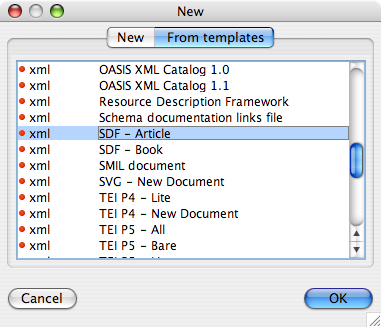 New
New From templates
xml OASIS XML Catalog 1.0
xml OASIS XML Catalog 1.1
xml Resource Description Framework
xml Schema documentation links file
xml SDF – Article
xml SDF – Book
xml SMIL document
xml SVG – New Document
xml TEI P4 – Lite
xml TEI P4 – New Document
xml TEI P5 – All
xml TEI P5 – Bare
Cancel OK